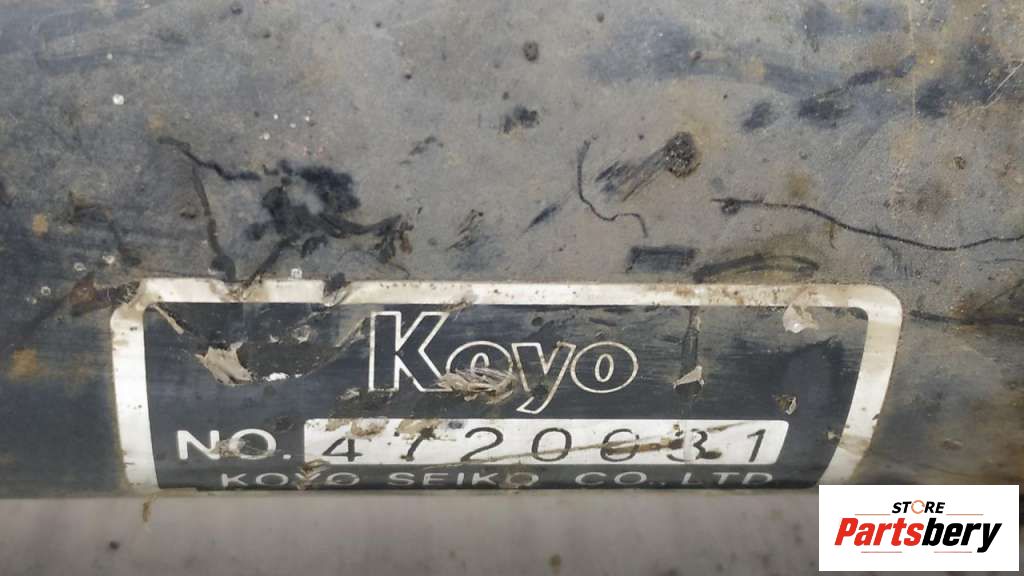 Koyo
NO. 4720031
KOYO SEIKO CO.,LTD
STORE
Partsbery